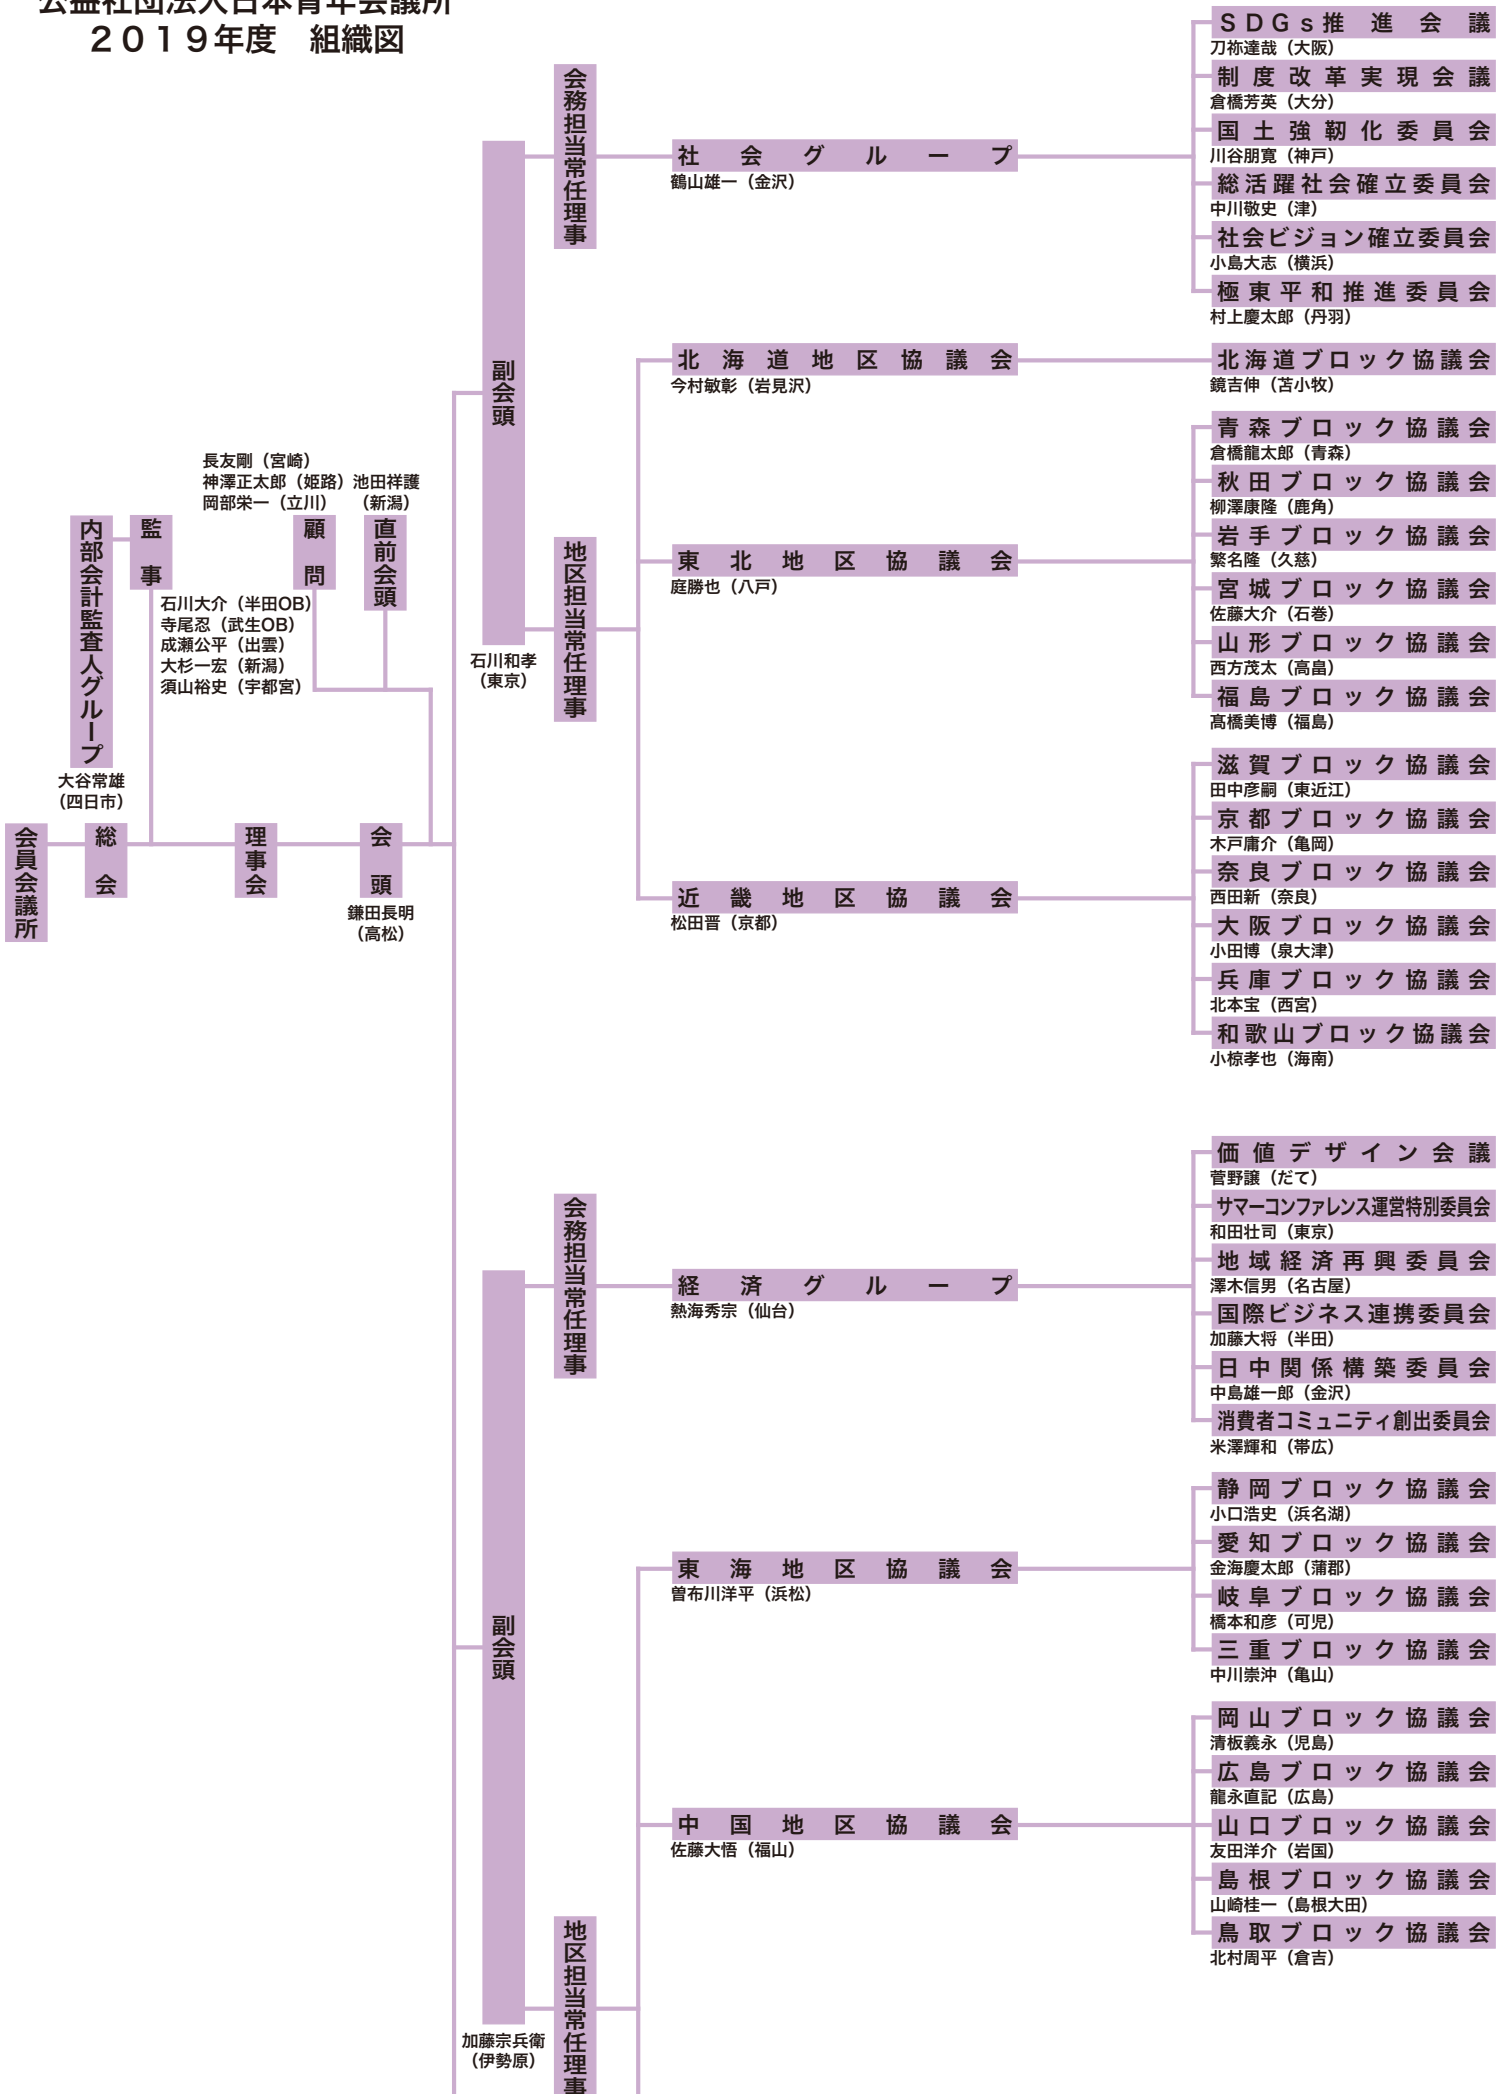 公益社団法人日本青年会議所
２０１９年度　組織図
会員会議所
総会
理事会
会頭
鎌田長明
（高松）
内部会計監査人グループ
大谷常雄
（四日市）
監事
石川大介（半田OB）
寺尾忍（武生OB）
成瀬公平（出雲）
大杉一宏（新潟）
須山裕史（宇都宮）
長友剛（宮崎）
神澤正太郎（姫路）
岡部栄一（立川）
顧問
池田祥護
（新潟）
直前会頭
副会頭
石川和孝
（東京）
会務担当常任理事
社会グループ
鶴山雄一（金沢）
SDGs推進会議
刀祢達哉（大阪）
制度改革実現会議
倉橋芳英（大分）
国土強靭化委員会
川谷朋寛（神戸）
総活躍社会確立委員会
中川敬史（津）
社会ビジョン確立委員会
小島大志（横浜）
極東平和推進委員会
村上慶太郎（丹羽）
地区担当常任理事
北海道地区協議会
今村敏彰（岩見沢）
北海道ブロック協議会
鏡吉伸（苫小牧）
東北地区協議会
庭勝也（八戸）
青森ブロック協議会
倉橋龍太郎（青森）
秋田ブロック協議会
柳澤康隆（鹿角）
岩手ブロック協議会
繁名隆（久慈）
宮城ブロック協議会
佐藤大介（石巻）
山形ブロック協議会
西方茂太（高畠）
福島ブロック協議会
髙橋美博（福島）
近畿地区協議会
松田晋（京都）
滋賀ブロック協議会
田中彦嗣（東近江）
京都ブロック協議会
木戸庸介（亀岡）
奈良ブロック協議会
西田新（奈良）
大阪ブロック協議会
小田博（泉大津）
兵庫ブロック協議会
北本宝（西宮）
和歌山ブロック協議会
小椋孝也（海南）
副会頭
加藤宗兵衛
（伊勢原）
会務担当常任理事
経済グループ
熱海秀宗（仙台）
価値デザイン会議
菅野譲（だて）
サマーコンファレンス運営特別委員会
和田壮司（東京）
地域経済再興委員会
澤木信男（名古屋）
国際ビジネス連携委員会
加藤大将（半田）
日中関係構築委員会
中島雄一郎（金沢）
消費者コミュニティ創出委員会
米澤輝和（帯広）
地区担当常任理事
東海地区協議会
曽布川洋平（浜松）
静岡ブロック協議会
小口浩史（浜名湖）
愛知ブロック協議会
金海慶太郎（蒲郡）
岐阜ブロック協議会
橋本和彦（可児）
三重ブロック協議会
中川崇沖（亀山）
中国地区協議会
佐藤大悟（福山）
岡山ブロック協議会
清板義永（児島）
広島ブロック協議会
龍永直記（広島）
山口ブロック協議会
友田洋介（岩国）
島根ブロック協議会
山崎桂一（島根大田）
鳥取ブロック協議会
北村周平（倉吉）